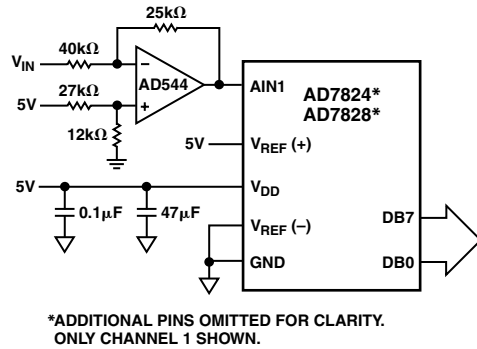 25kΩ
40kΩ
VIN
AD544
AIN1
27kΩ
5V
12kΩ
AD7824*
AD7828*
5V
VREF (+)
5V
VDD
0.1μF
47μF
VREF (–)
GND
DB7
DB0
*ADDITIONAL PINS OMITTED FOR CLARITY.
ONLY CHANNEL 1 SHOWN.